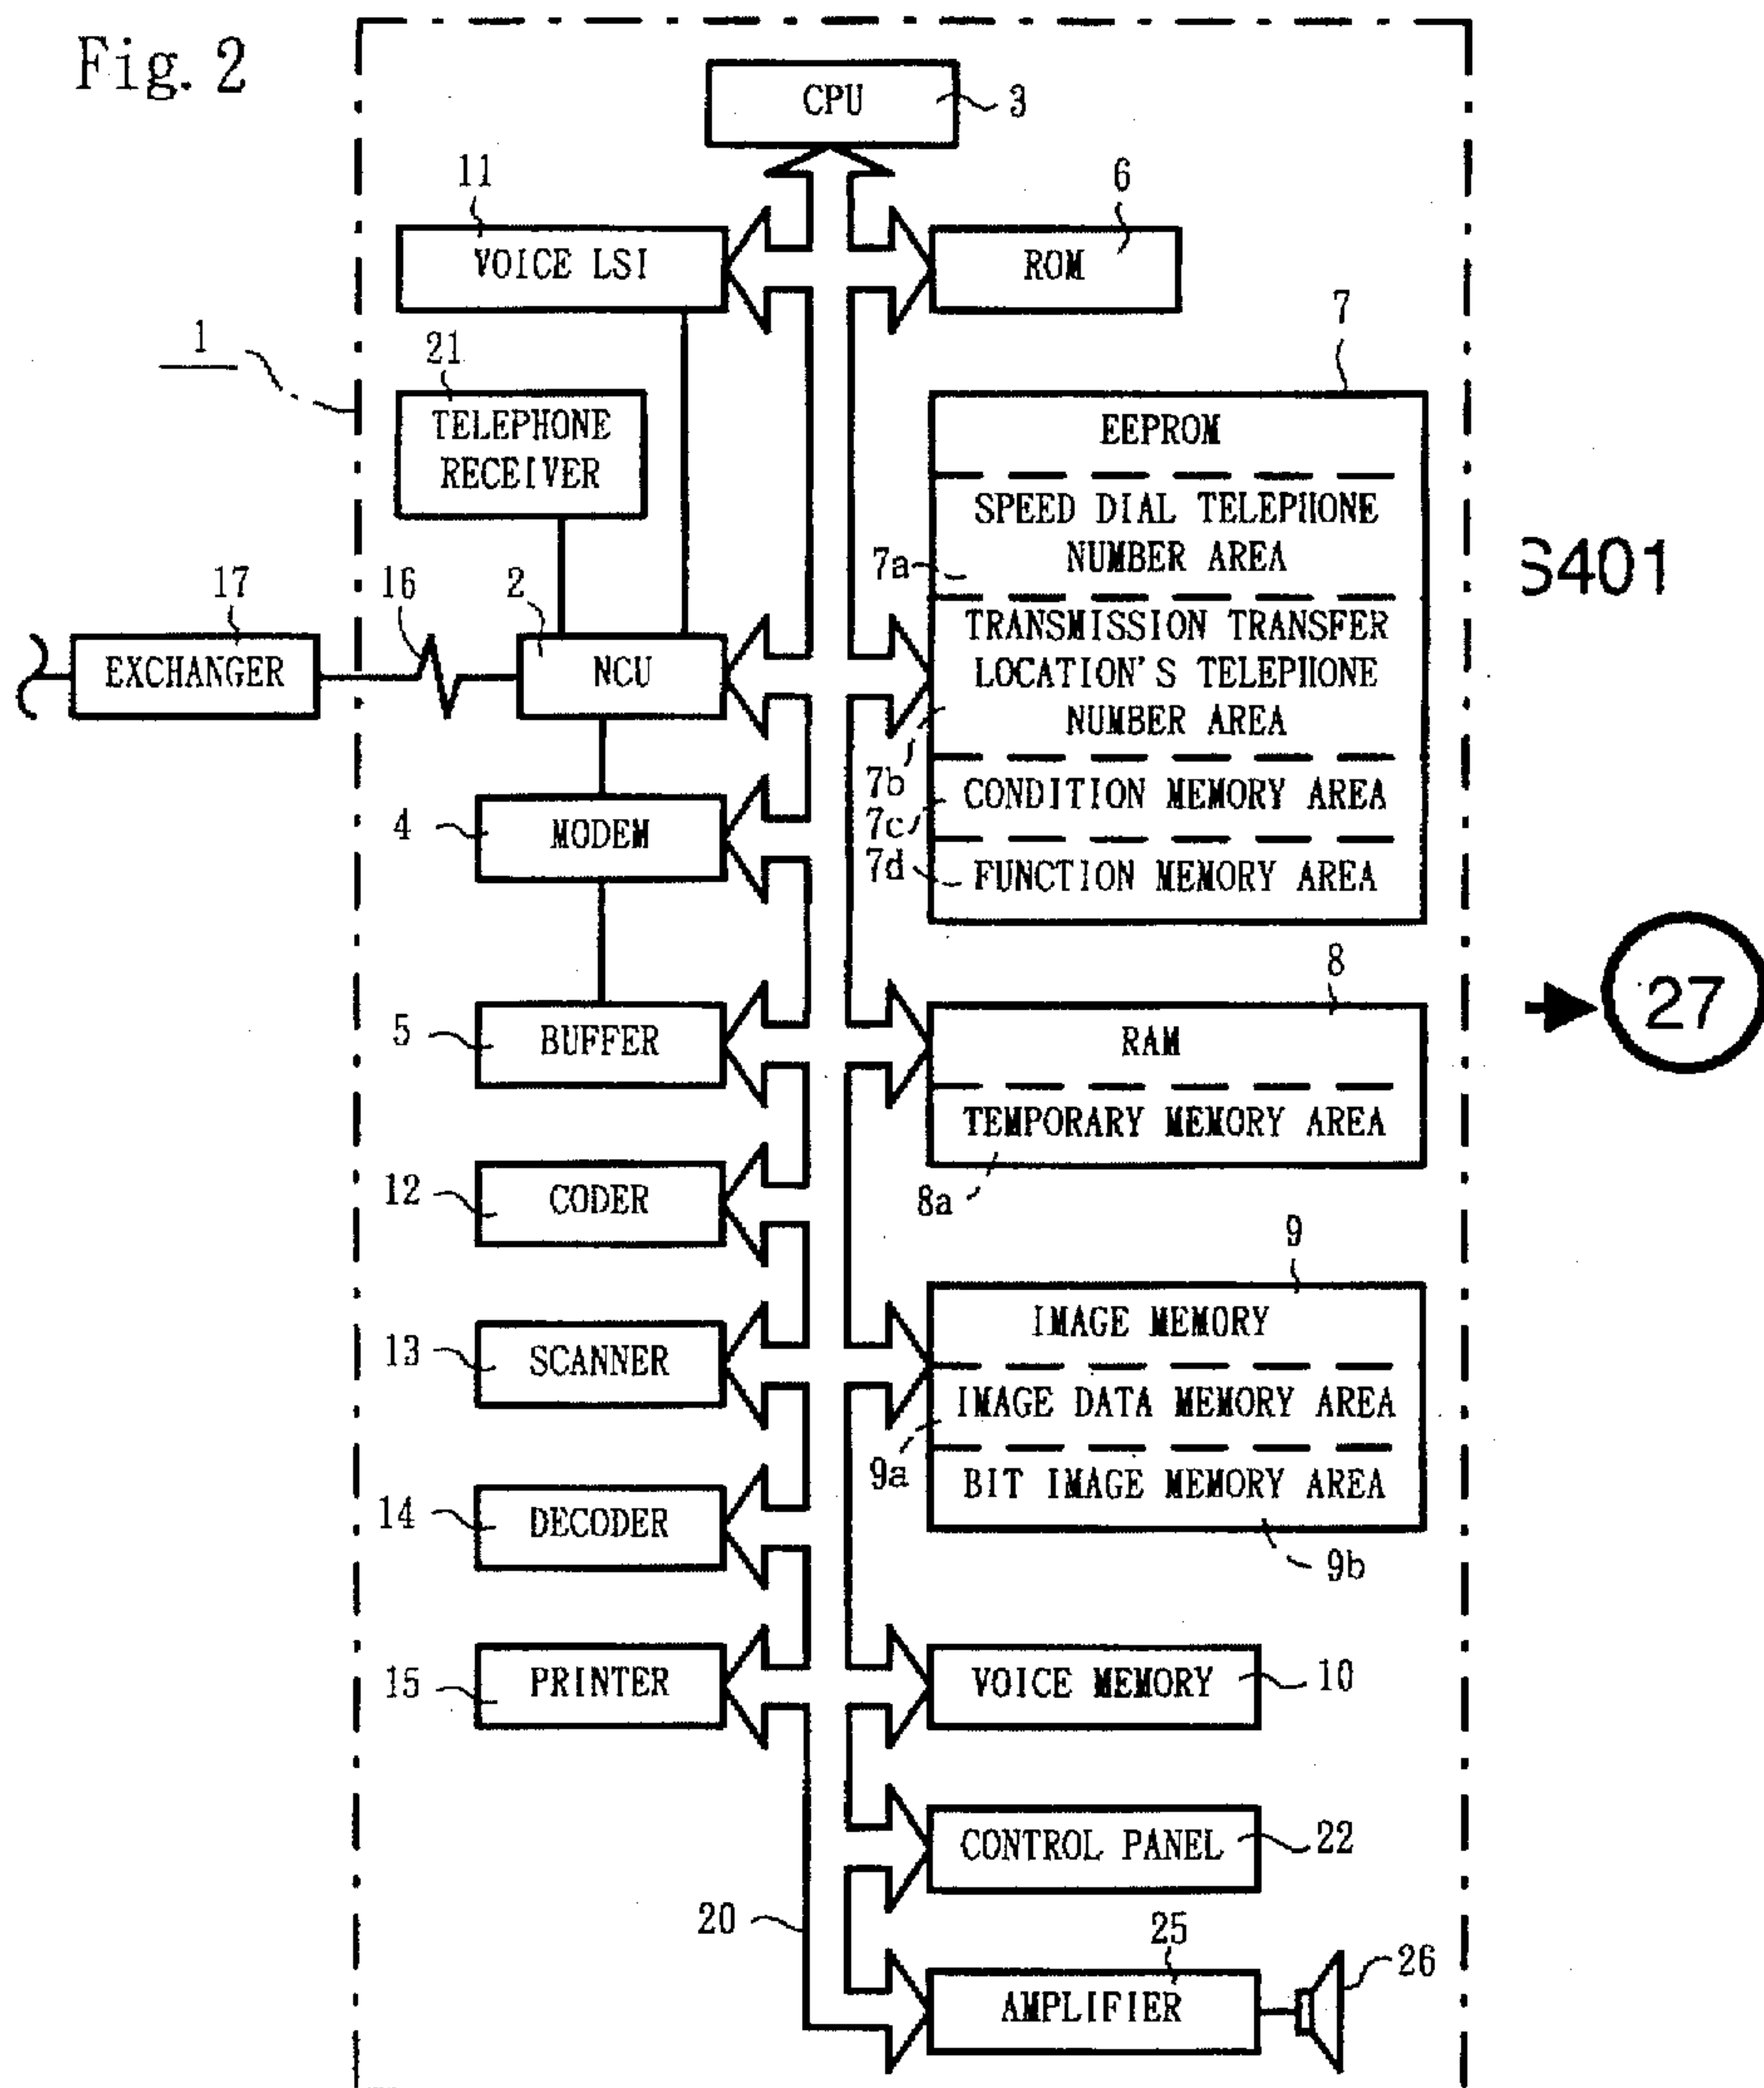 Fig. 2
CPU
3
11
VOICE LSI
6
ROM
1
21
TELEPHONE
RECEIVER
7
EEPROM
SPEED DIAL TELEPHONE
NUMBER AREA
7a
TRANSMISSION TRANSFER
LOCATION'S TELEPHONE
NUMBER AREA
7b
CONDITION MEMORY AREA
7c
7d
FUNCTION MEMORY AREA
S401
17
EXCHANGER
16
2
NCU
4
MODEM
5
BUFFER
8
RAM
TEMPORARY MEMORY AREA
8a
27
12
CODER
13
SCANNER
9
IMAGE MEMORY
IMAGE DATA MEMORY AREA
9a
BIT IMAGE MEMORY AREA
9b
14
DECODER
15
PRINTER
VOICE MEMORY
10
CONTROL PANEL
22
20
25
AMPLIFIER
26